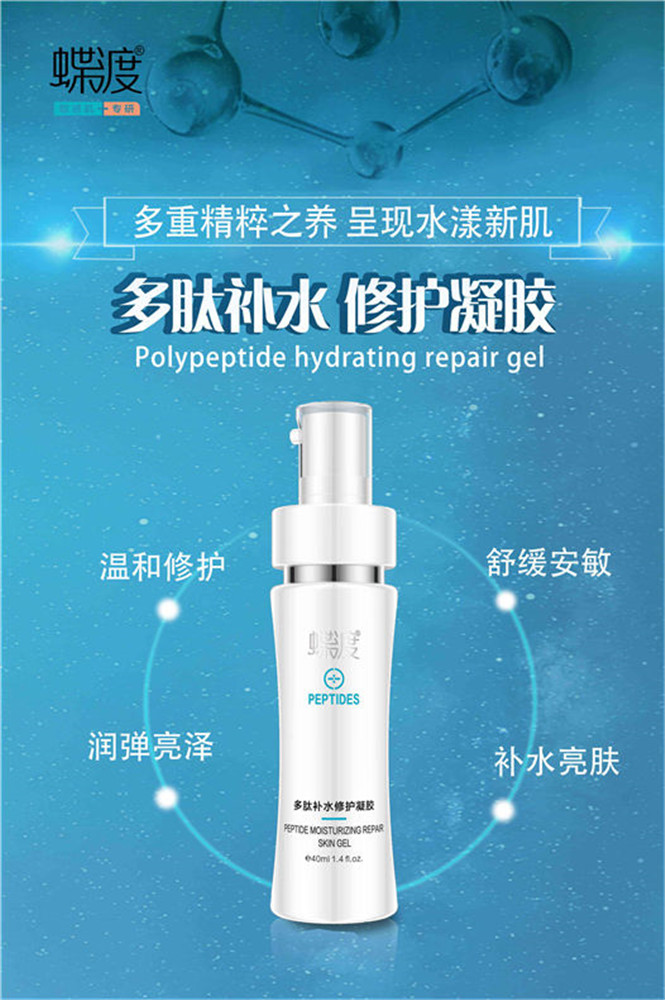 蝶度®
专研
多重精粹之养 呈现水漾新肌
多肽补水 修护凝胶
Polypeptide hydrating repair gel
温和修护
舒缓安敏
润弹亮泽
补水亮肤
蝶度®
PEPTIDES
多肽补水修护凝胶
PEPTIDE MOISTURIZING REPAIR
SKIN GEL
℮40ml 1.4 fl.oz.